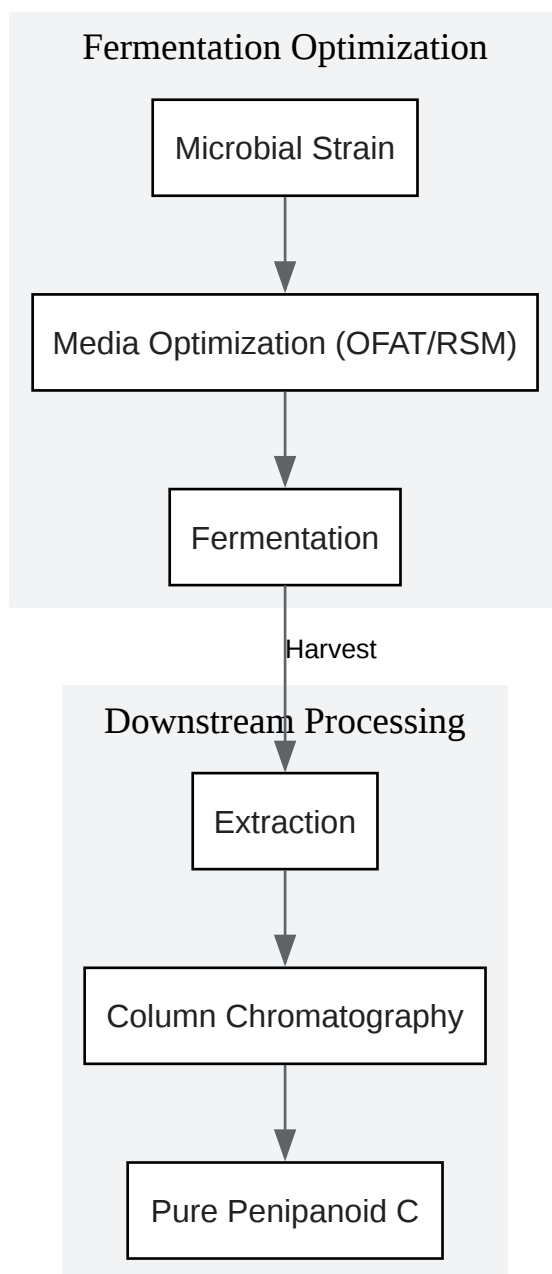 Fermentation Optimization
Microbial Strain
Media Optimization (OFAT/RSM)
Fermentation
Harvest
Downstream Processing
Extraction
Column Chromatography
Pure Penipanoid C